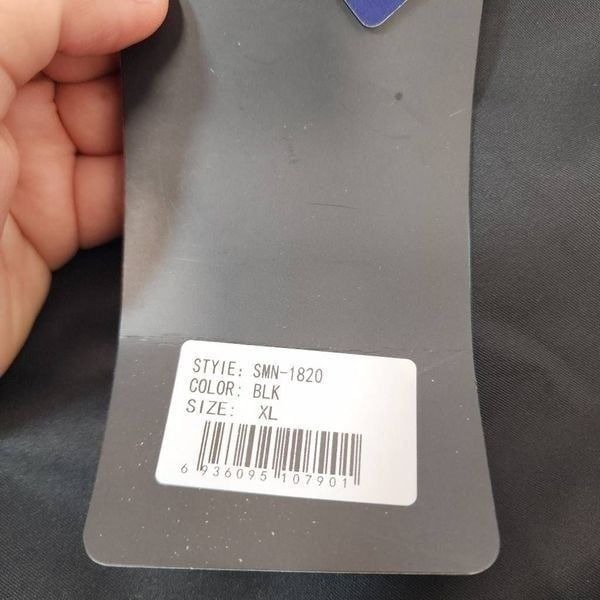 STYIE: SMN-1820
COLOR: BLK
SIZE: XL
6 936095 107901